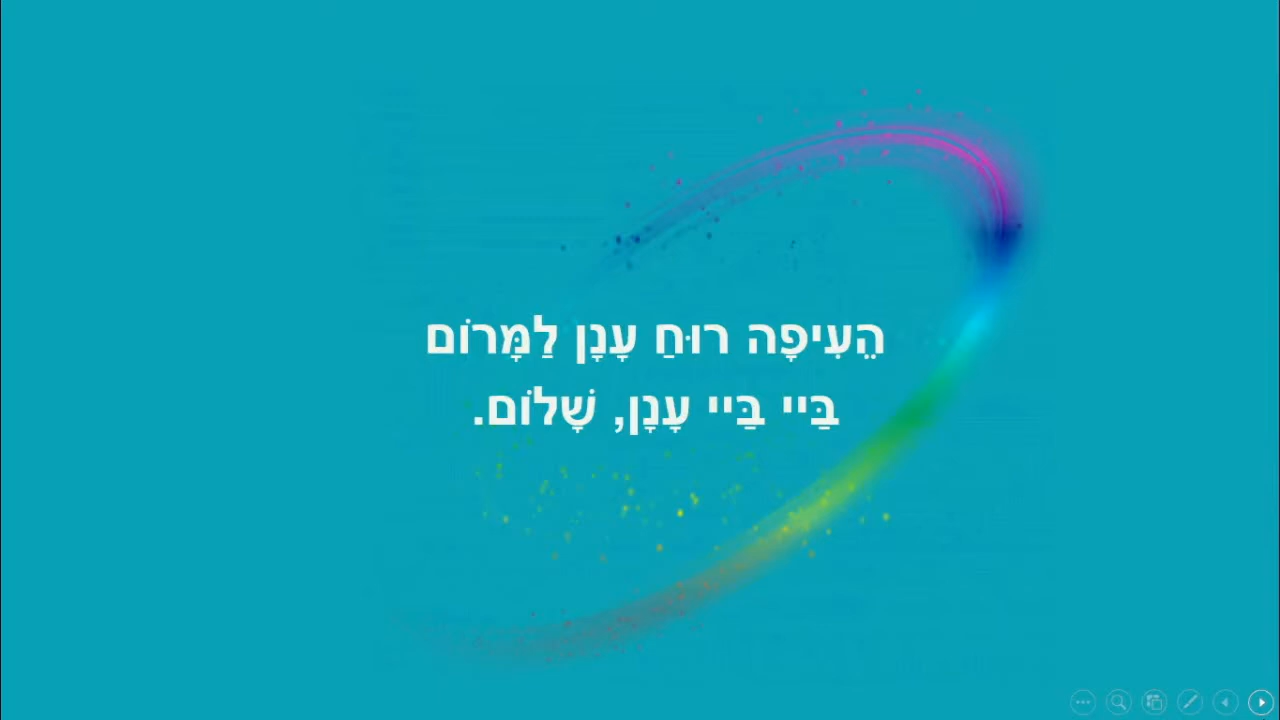 הֵעִיפָה רוּחַ עָנָן לַמָּרוֹם
בַּיי בַּיי עָנָן, שָׁלוֹם.